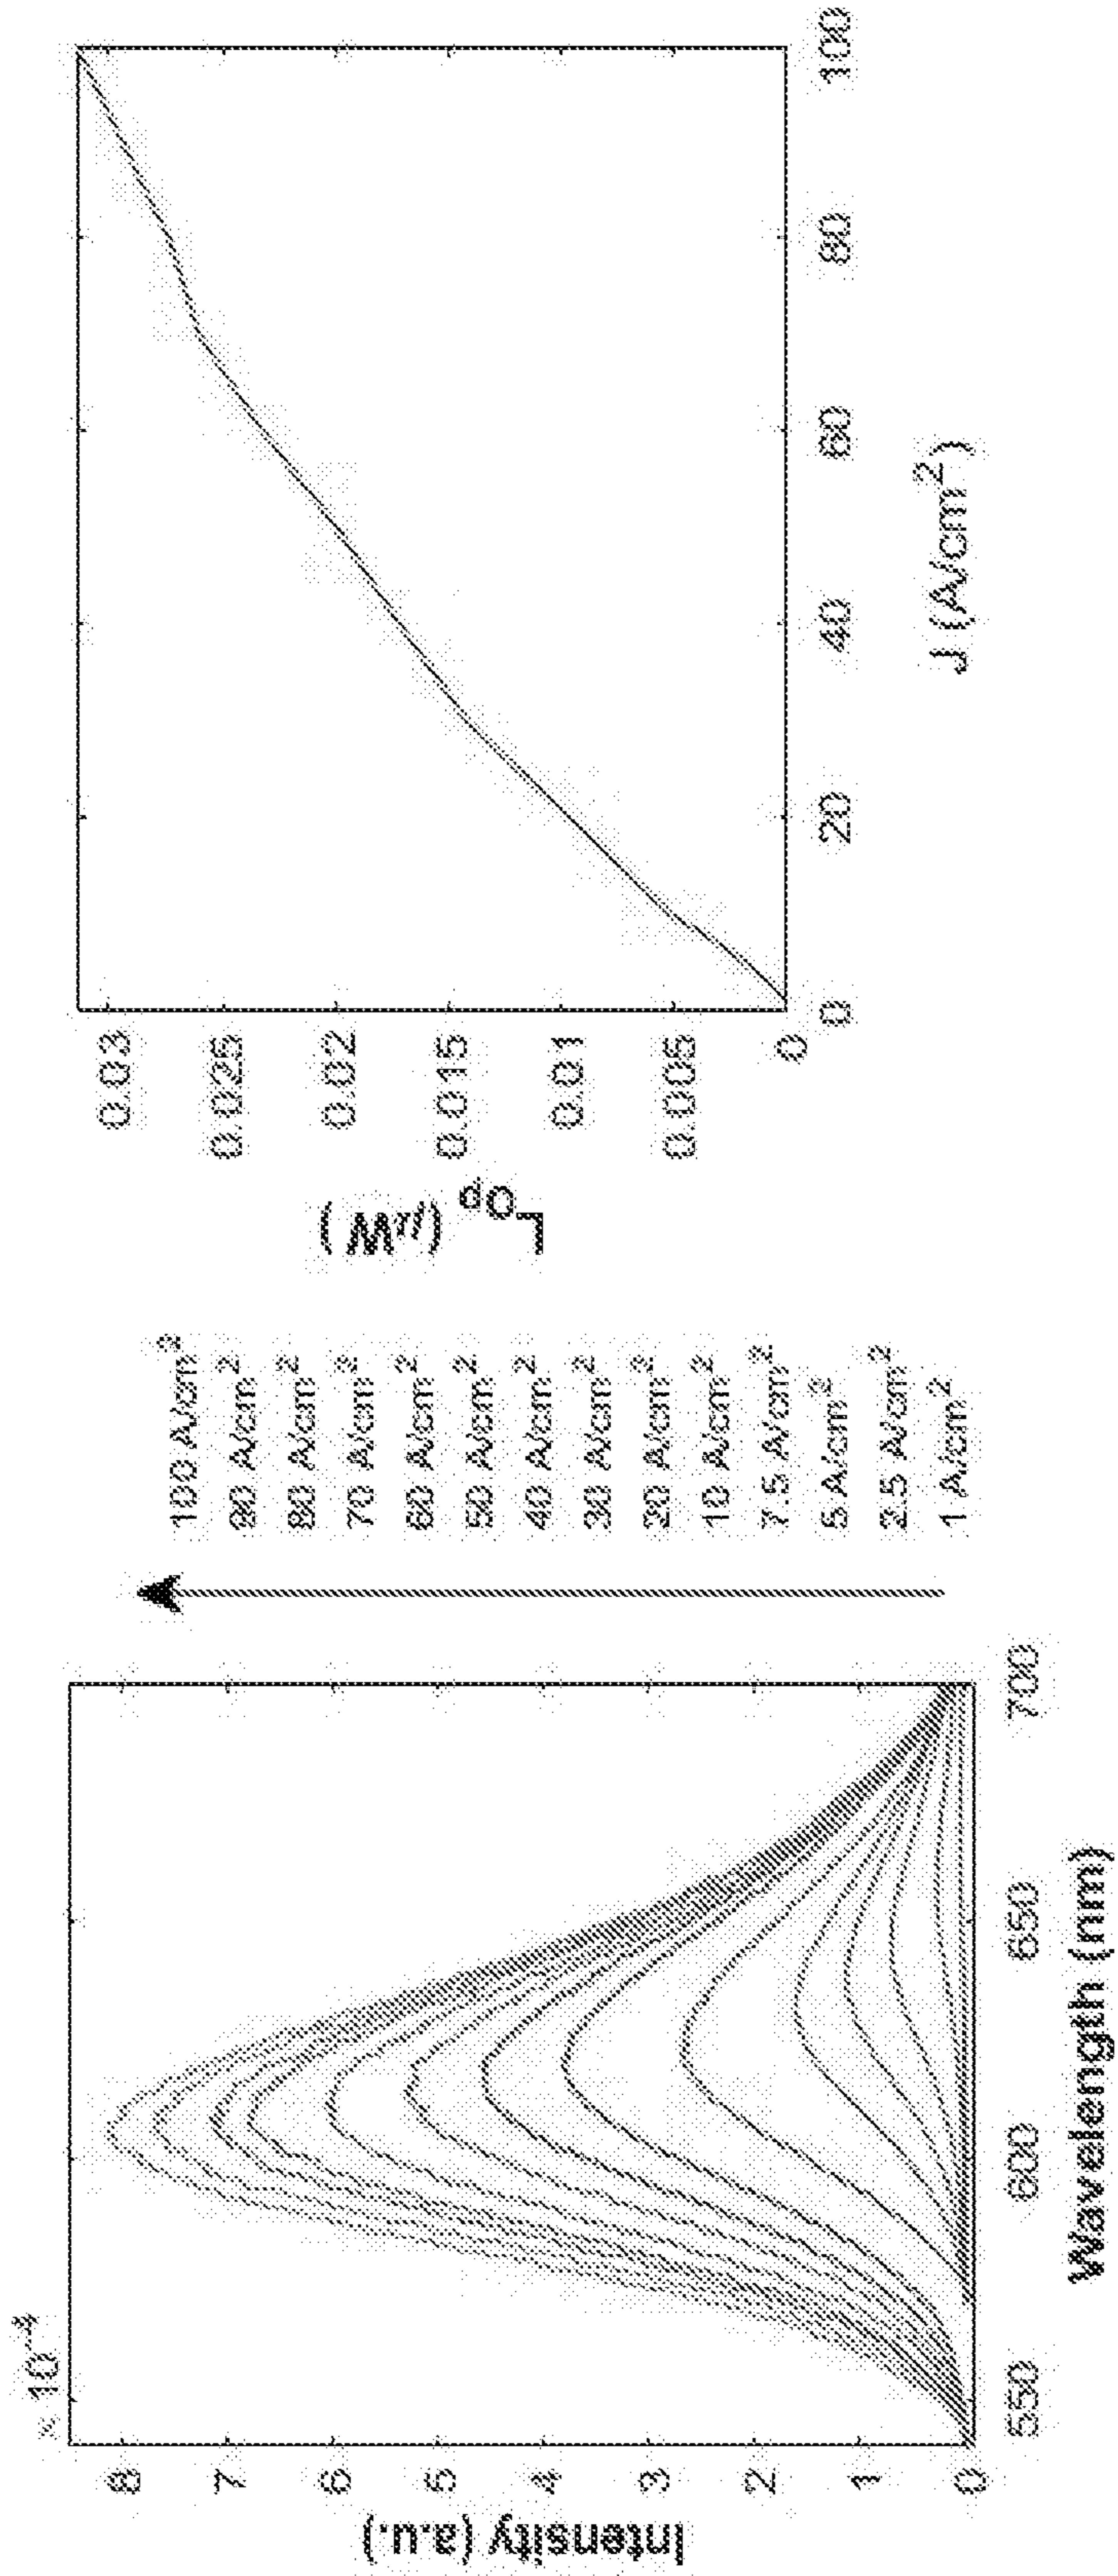 × 10⁻⁴
8
7
6
5
4
3
2
1
0
Intensity (a.u.)
550
600
650
700
Wavelength (nm)
100 A/cm²
90 A/cm²
80 A/cm²
70 A/cm²
60 A/cm²
50 A/cm²
40 A/cm²
30 A/cm²
20 A/cm²
10 A/cm²
7.5 A/cm²
5 A/cm²
2.5 A/cm²
1 A/cm²
L_Op (μW)
0.03
0.025
0.02
0.015
0.01
0.005
0
0
20
40
60
80
100
J (A/cm²)